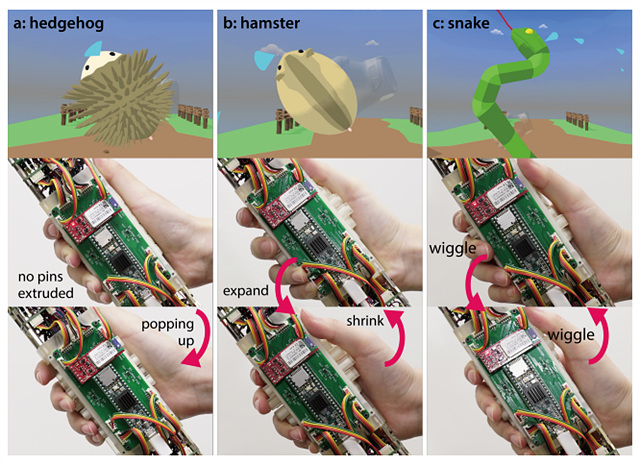 a: hedgehog
b: hamster
c: snake
no pins
extruded
popping
up
expand
shrink
wiggle
wiggle